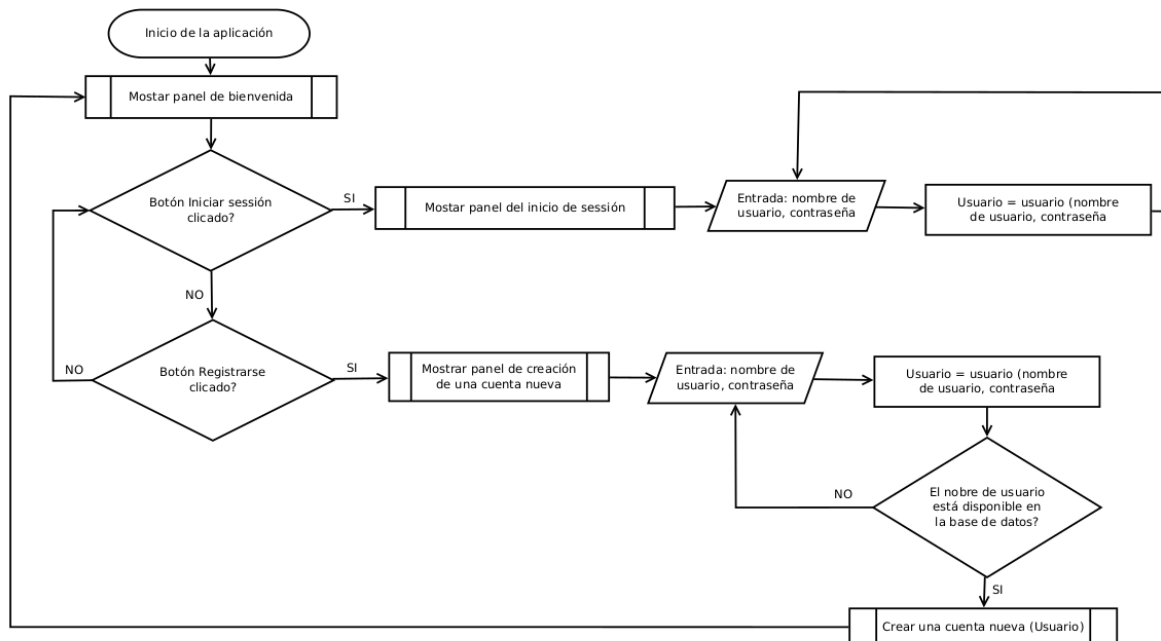 Inicio de la aplicación
Mostar panel de bienvenida
Botón Iniciar sessión
clicado?
SI
Mostar panel del inicio de sessión
Entrada: nombre de
usuario, contraseña
Usuario = usuario (nombre
de usuario, contraseña
NO
Botón Registrarse
clicado?
NO
SI
Mostrar panel de creación
de una cuenta nueva
Entrada: nombre de
usuario, contraseña
Usuario = usuario (nombre
de usuario, contraseña
El nobre de usuario
está disponible en
la base de datos?
NO
SI
Crear una cuenta nueva (Usuario)